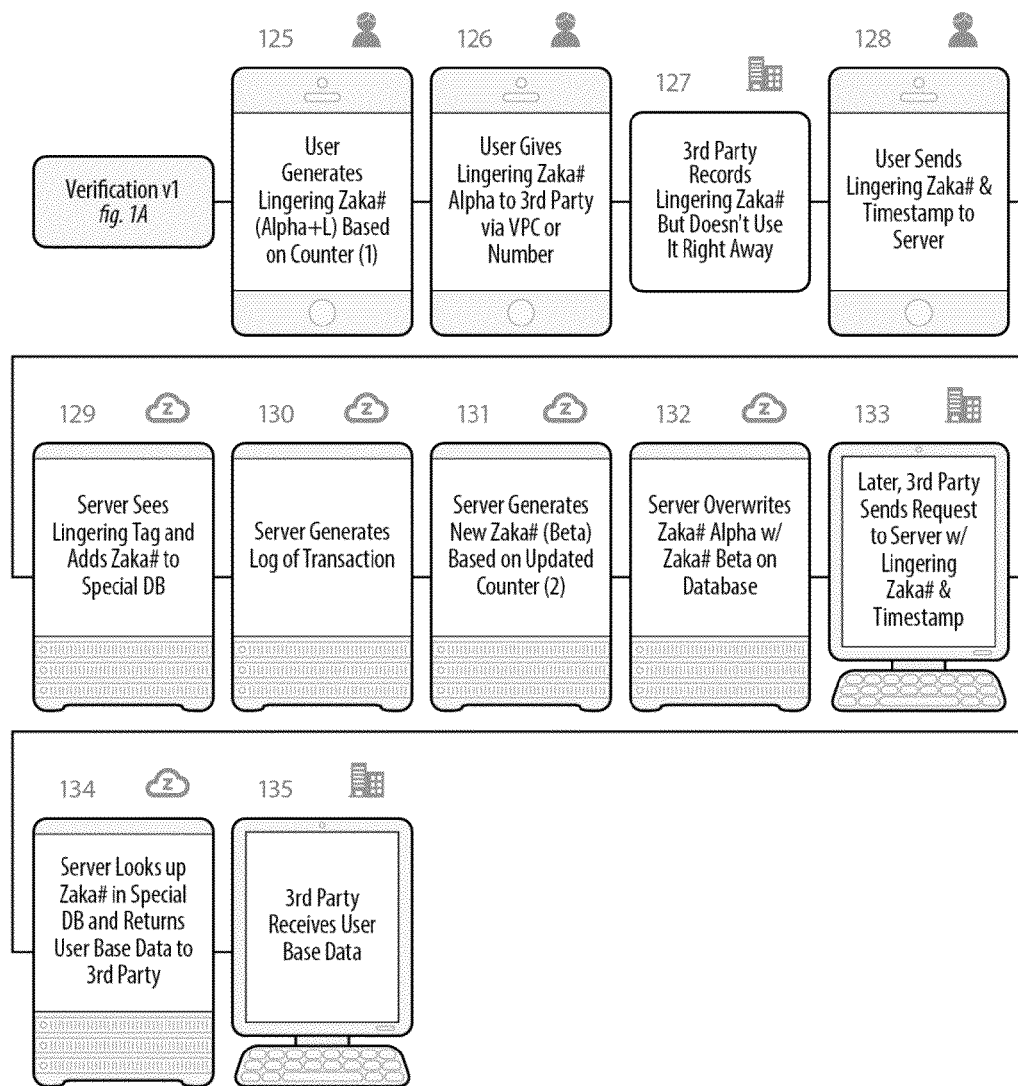 125
126
127
128
Verification v1
fig. 1A
User
Generates
Lingering Zaka#
(Alpha+L) Based
on Counter (1)
User Gives
Lingering Zaka#
Alpha to 3rd Party
via VPC or
Number
3rd Party
Records
Lingering Zaka#
But Doesn't Use
It Right Away
User Sends
Lingering Zaka# &
Timestamp to
Server
129
Z
130
Z
131
Z
132
Z
133
Server Sees
Lingering Tag and
Adds Zaka# to
Special DB
Server Generates
Log of Transaction
Server Generates
New Zaka# (Beta)
Based on Updated
Counter (2)
Server Overwrites
Zaka# Alpha w/
Zaka# Beta on
Database
Later, 3rd Party
Sends Request
to Server w/
Lingering
Zaka# &
Timestamp
134
Z
135
Server Looks up
Zaka# in Special
DB and Returns
User Base Data to
3rd Party
3rd Party
Receives User
Base Data